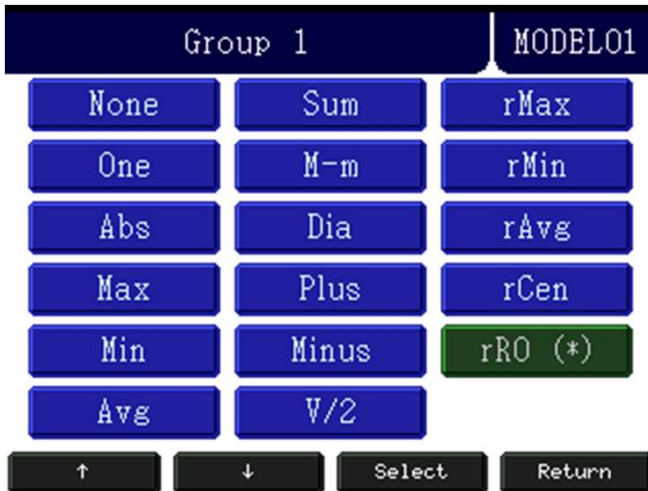 Group 1 MODEL01
None Sum rMax
One M-m rMin
Abs Dia rAvg
Max Plus rCen
Min Minus rRO (*)
Avg V/2
↑ ↓ Select Return